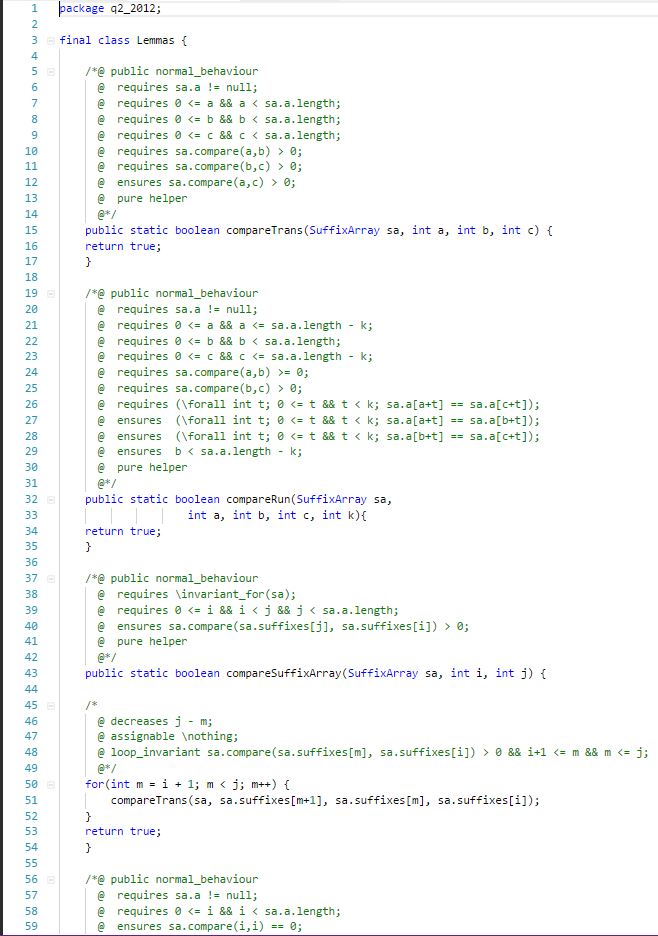 1 package q2_2012;
2
3 final class Lemmas {
4
5 /*@ public normal_behaviour
6 @ requires sa.a != null;
7 @ requires 0 <= a && a < sa.a.length;
8 @ requires 0 <= b && b < sa.a.length;
9 @ requires 0 <= c && c < sa.a.length;
10 @ requires sa.compare(a,b) > 0;
11 @ requires sa.compare(b,c) > 0;
12 @ ensures sa.compare(a,c) > 0;
13 @ pure helper
14 @*/
15 public static boolean compareTrans(SuffixArray sa, int a, int b, int c) {
16 return true;
17 }
18
19 /*@ public normal_behaviour
20 @ requires sa.a != null;
21 @ requires 0 <= a && a <= sa.a.length - k;
22 @ requires 0 <= b && b < sa.a.length;
23 @ requires 0 <= c && c <= sa.a.length - k;
24 @ requires sa.compare(a,b) >= 0;
25 @ requires sa.compare(b,c) > 0;
26 @ requires (\forall int t; 0 <= t && t < k; sa.a[a+t] == sa.a[c+t]);
27 @ ensures (\forall int t; 0 <= t && t < k; sa.a[a+t] == sa.a[b+t]);
28 @ ensures (\forall int t; 0 <= t && t < k; sa.a[b+t] == sa.a[c+t]);
29 @ ensures b < sa.a.length - k;
30 @ pure helper
31 @*/
32 public static boolean compareRun(SuffixArray sa,
33 int a, int b, int c, int k){
34 return true;
35 }
36
37 /*@ public normal_behaviour
38 @ requires \invariant_for(sa);
39 @ requires 0 <= i && i < j && j < sa.a.length;
40 @ ensures sa.compare(sa.suffixes[j], sa.suffixes[i]) > 0;
41 @ pure helper
42 @*/
43 public static boolean compareSuffixArray(SuffixArray sa, int i, int j) {
44
45 /*
46 @ decreases j - m;
47 @ assignable \nothing;
48 @ loop_invariant sa.compare(sa.suffixes[m], sa.suffixes[i]) > 0 && i+1 <= m && m <= j;
49 @*/
50 for(int m = i + 1; m < j; m++) {
51 compareTrans(sa, sa.suffixes[m+1], sa.suffixes[m], sa.suffixes[i]);
52 }
53 return true;
54 }
55
56 /*@ public normal_behaviour
57 @ requires sa.a != null;
58 @ requires 0 <= i && i < sa.a.length;
59 @ ensures sa.compare(i,i) == 0;